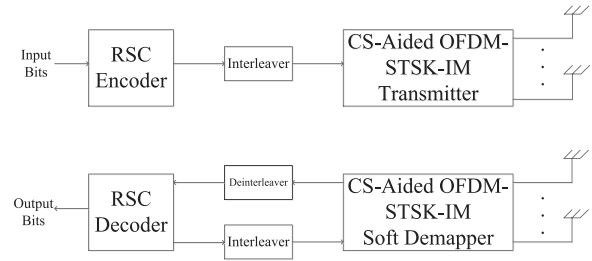 Input
Bits
RSC
Encoder
Interleaver
CS-Aided OFDM-
STSK-IM
Transmitter
Output
Bits
RSC
Decoder
Deinterleaver
Interleaver
CS-Aided OFDM-
STSK-IM
Soft Demapper